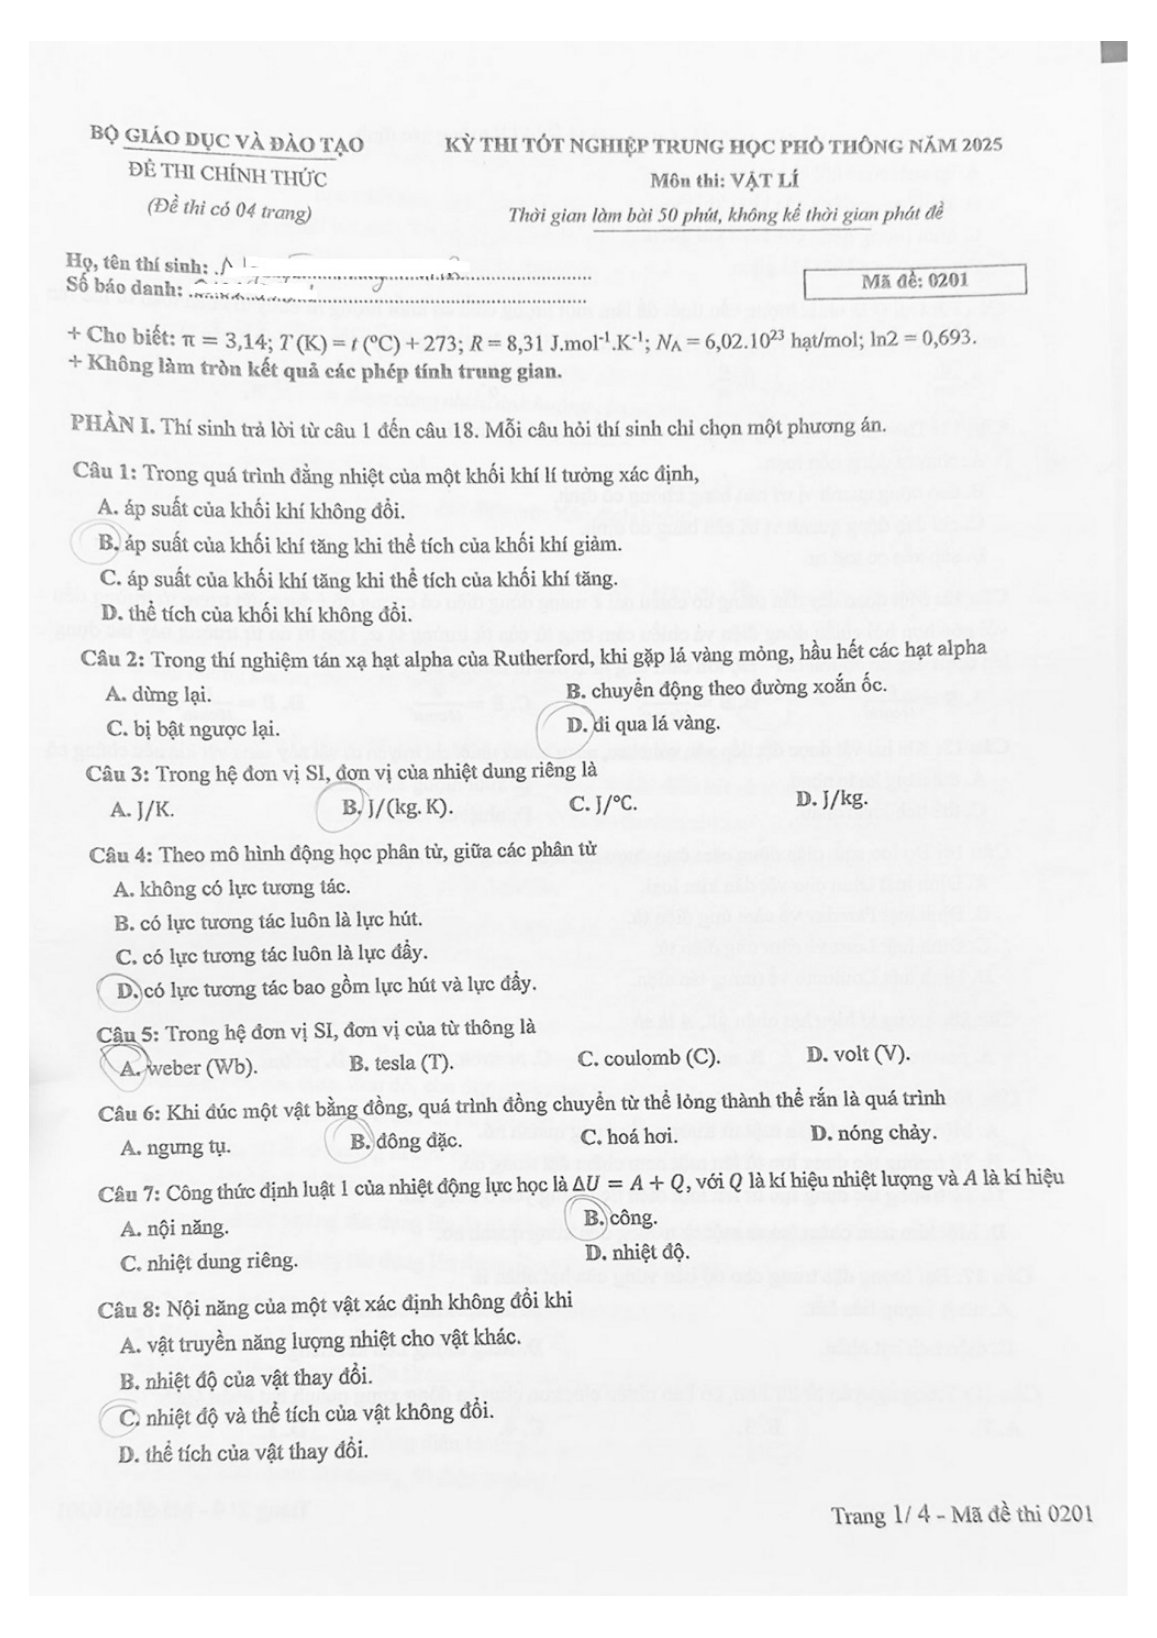 BỘ GIÁO DỤC VÀ ĐÀO TẠO
ĐỀ THI CHÍNH THỨC
(Đề thi có 04 trang)
KỲ THI TỐT NGHIỆP TRUNG HỌC PHỔ THÔNG NĂM 2025
Môn thi: VẬT LÍ
Thời gian làm bài 50 phút, không kể thời gian phát đề
Họ, tên thí sinh:
Số báo danh:
Mã đề: 0201
+ Cho biết: π = 3,14; T (K) = t (⁰C) + 273; R = 8,31 J.mol⁻¹.K⁻¹; N_A = 6,02.10²³ hạt/mol; ln2 = 0,693.
+ Không làm tròn kết quả các phép tính trung gian.
PHẦN I. Thí sinh trả lời từ câu 1 đến câu 18. Mỗi câu hỏi thí sinh chỉ chọn một phương án.
Câu 1: Trong quá trình đẳng nhiệt của một khối khí lí tưởng xác định,
A. áp suất của khối khí không đổi.
B. áp suất của khối khí tăng khi thể tích của khối khí giảm.
C. áp suất của khối khí tăng khi thể tích của khối khí tăng.
D. thể tích của khối khí không đổi.
Câu 2: Trong thí nghiệm tán xạ hạt alpha của Rutherford, khi gặp lá vàng mỏng, hầu hết các hạt alpha
A. dừng lại. B. chuyển động theo đường xoắn ốc.
C. bị bật ngược lại. D. đi qua lá vàng.
Câu 3: Trong hệ đơn vị SI, đơn vị của nhiệt dung riêng là
A. J/K. B. J/(kg. K). C. J/°C. D. J/kg.
Câu 4: Theo mô hình động học phân tử, giữa các phân tử
A. không có lực tương tác.
B. có lực tương tác luôn là lực hút.
C. có lực tương tác luôn là lực đẩy.
D. có lực tương tác bao gồm lực hút và lực đẩy.
Câu 5: Trong hệ đơn vị SI, đơn vị của từ thông là
A. weber (Wb). B. tesla (T). C. coulomb (C). D. volt (V).
Câu 6: Khi đúc một vật bằng đồng, quá trình đồng chuyển từ thể lỏng thành thể rắn là quá trình
A. ngưng tụ. B. đông đặc. C. hoá hơi. D. nóng chảy.
Câu 7: Công thức định luật 1 của nhiệt động lực học là ΔU = A + Q, với Q là kí hiệu nhiệt lượng và A là kí hiệu
A. nội năng. B. công.
C. nhiệt dung riêng. D. nhiệt độ.
Câu 8: Nội năng của một vật xác định không đổi khi
A. vật truyền năng lượng nhiệt cho vật khác.
B. nhiệt độ của vật thay đổi.
C. nhiệt độ và thể tích của vật không đổi.
D. thể tích của vật thay đổi.
Trang 1/ 4 - Mã đề thi 0201